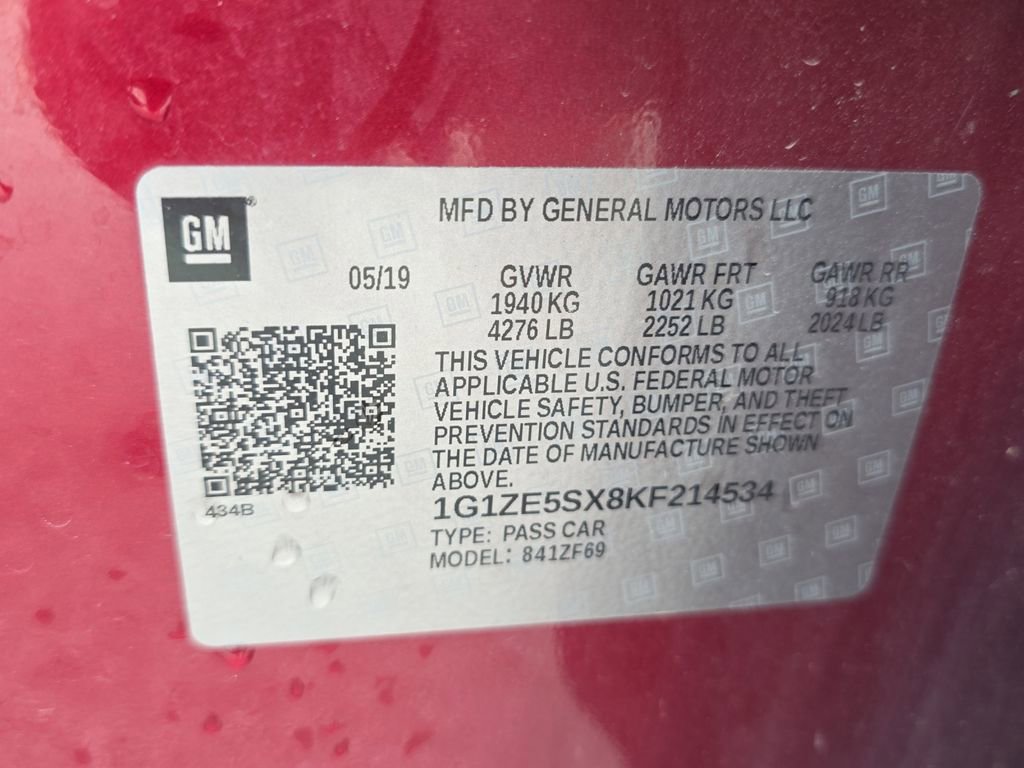 GM
MFD BY GENERAL MOTORS LLC
05/19 GVWR GAWR FRT GAWR RR
1940 KG 1021 KG 918 KG
4276 LB 2252 LB 2024 LB
THIS VEHICLE CONFORMS TO ALL
APPLICABLE U.S. FEDERAL MOTOR
VEHICLE SAFETY, BUMPER, AND THEFT
PREVENTION STANDARDS IN EFFECT ON
THE DATE OF MANUFACTURE SHOWN
ABOVE.
434B
1G1ZE5SX8KF214534
TYPE: PASS CAR
MODEL: 841ZF69